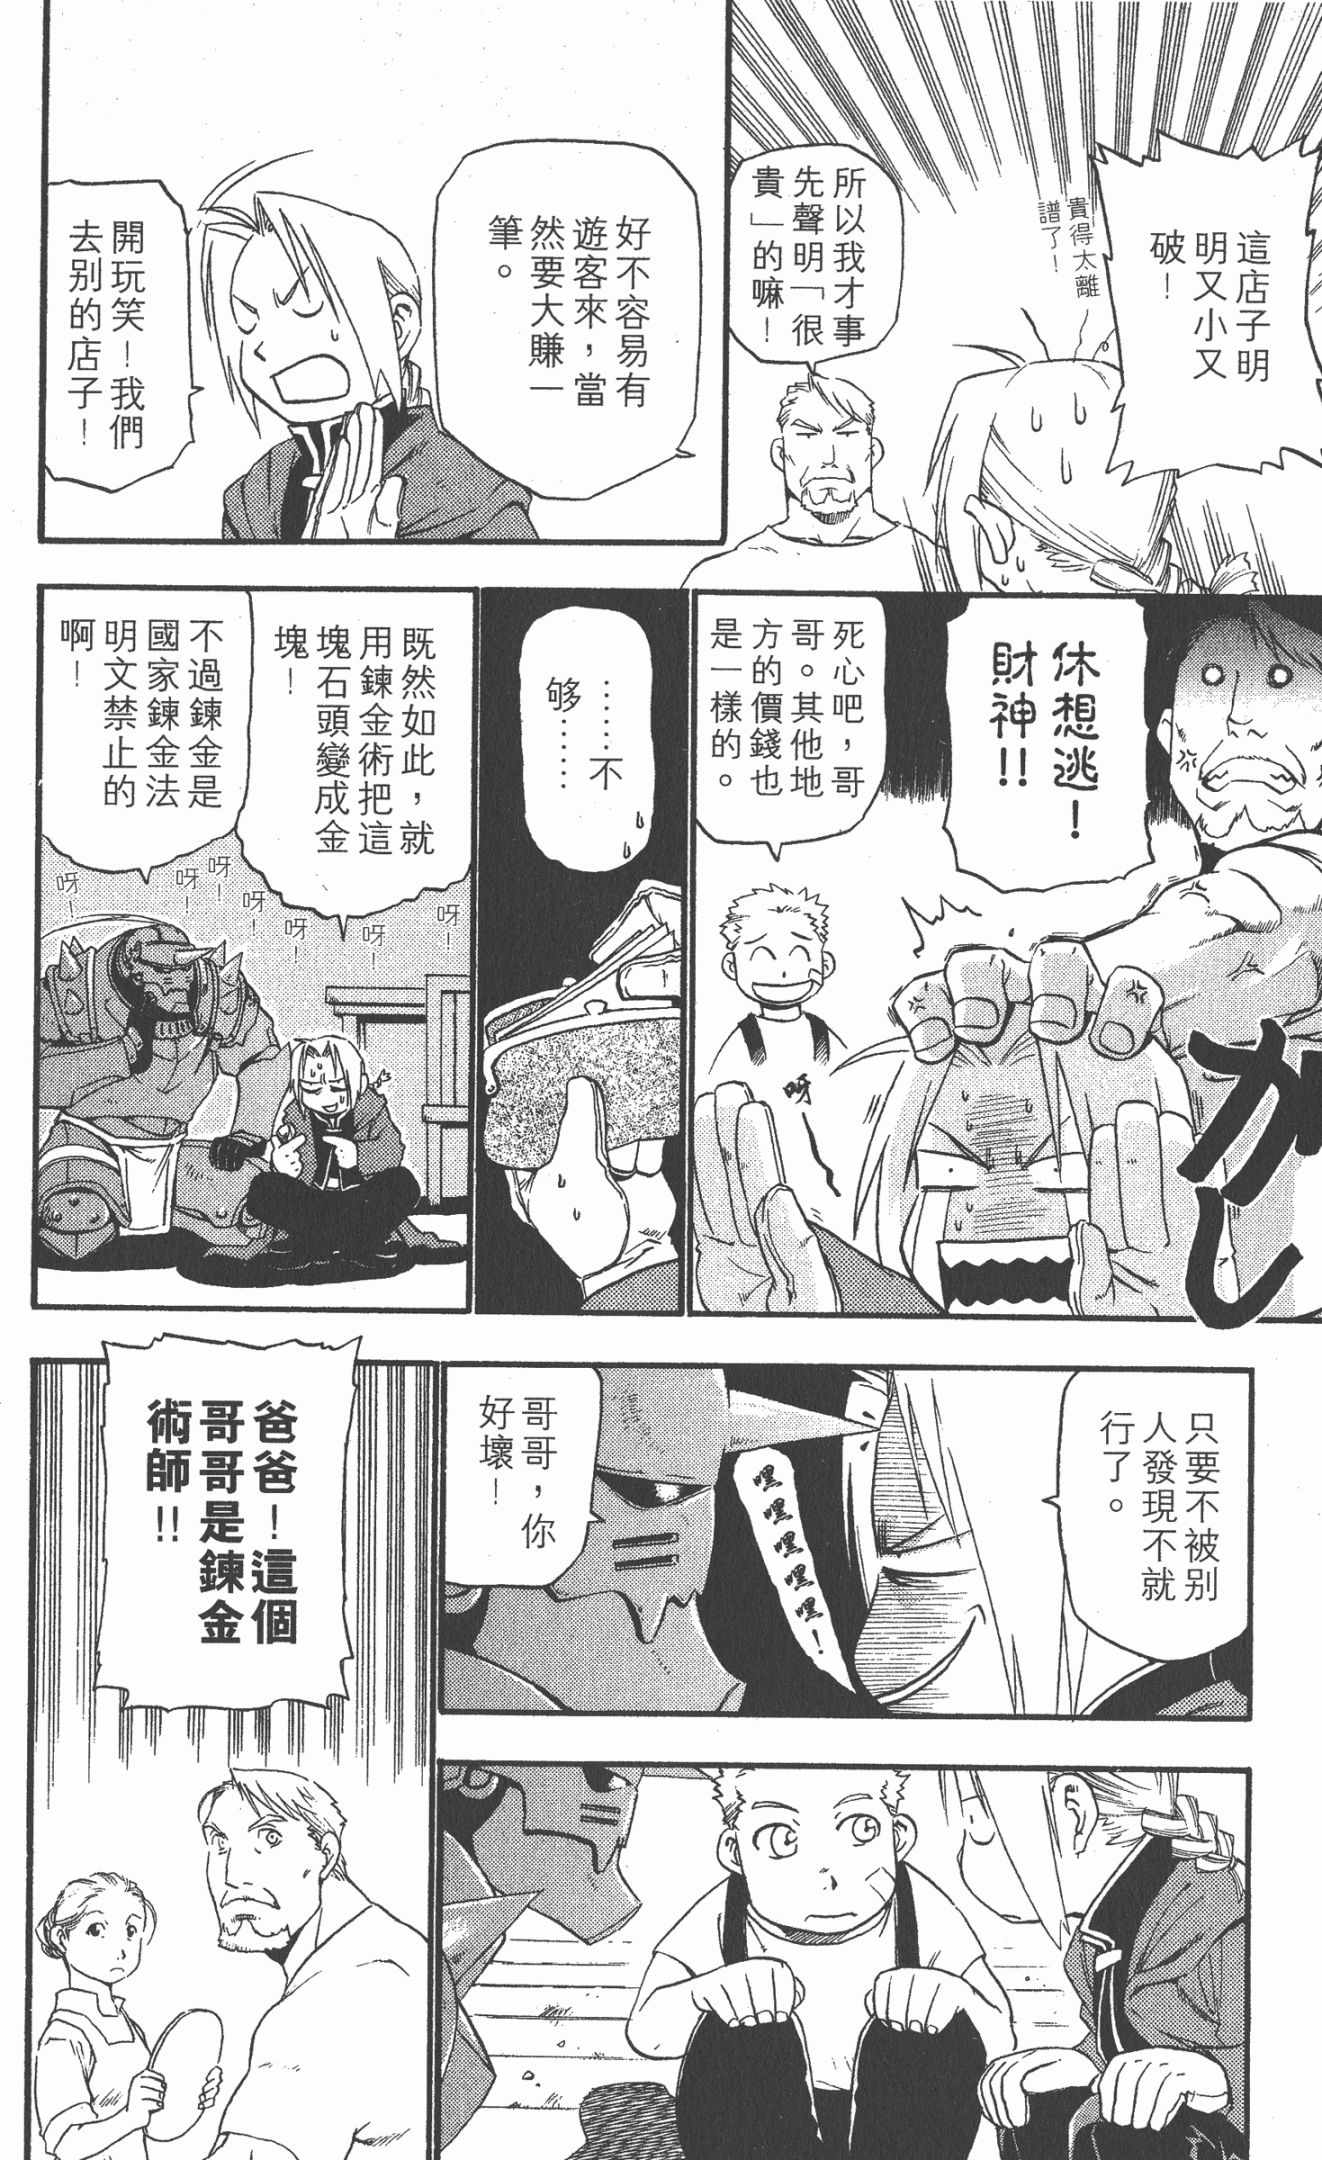 這店子明
明又小又
破！
貴得太離
譜了！
所以我才事
先聲明「很
貴」的嘛！
好不容易有
遊客來，當
然要大賺一
筆。
開玩笑！我們
去別的店子！
休想逃！
財神!!
ガシ
死心吧，哥
哥。其他地
方的價錢也
是一樣的。
呀
………不
够………
既然如此，就
用鍊金術把這
塊石頭變成金
塊！
不過鍊金是
國家鍊金法
明文禁止的
啊！
呀！
呀！
呀！
呀！
呀！
呀！
呀！
只要不被別
人發現不就
行了。
嘿嘿嘿嘿嘿！
哥哥，你
好壞！
爸爸！這個
哥哥是鍊金
術師!!